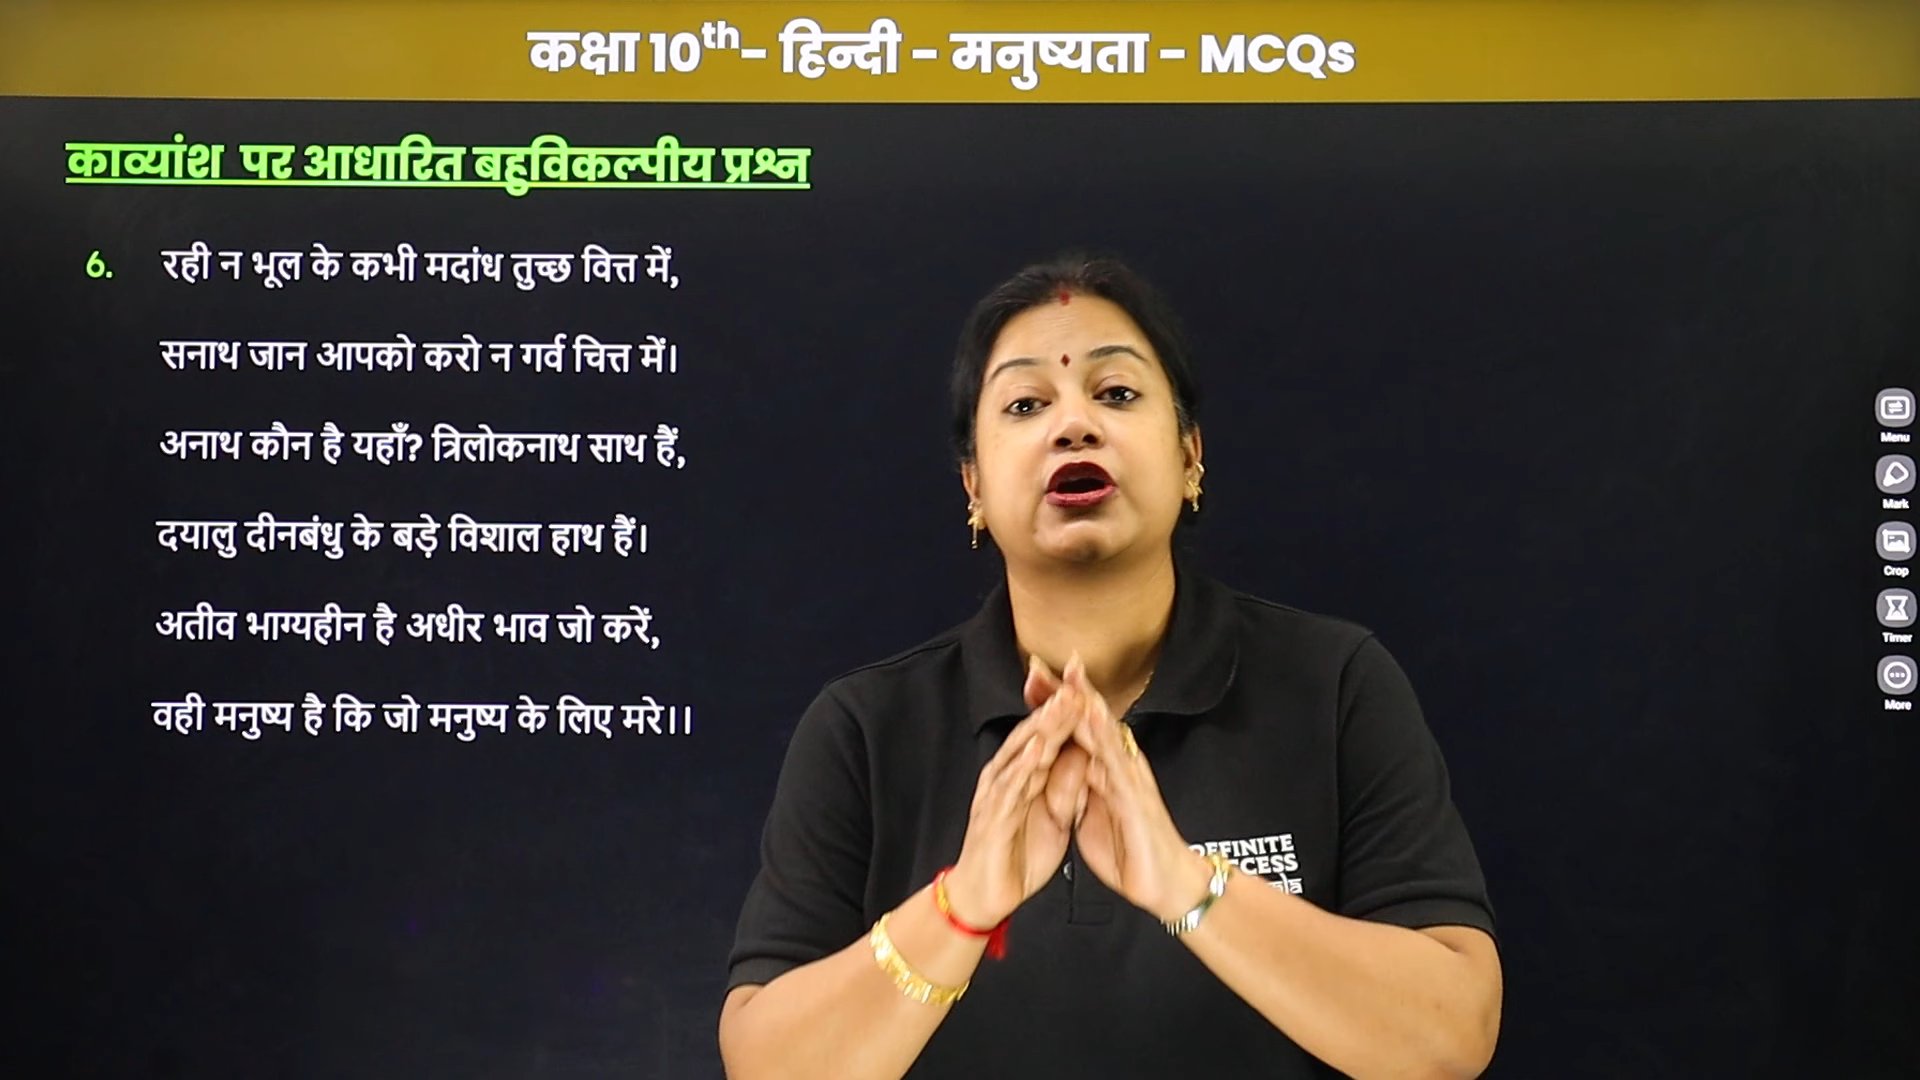 कक्षा 10th- हिन्दी - मनुष्यता - MCQs
काव्यांश पर आधारित बहुविकल्पीय प्रश्न
6. रही न भूल के कभी मदांध तुच्छ वित्त में,
सनाथ जान आपको करो न गर्व चित्त में।
अनाथ कौन है यहाँ? त्रिलोकनाथ साथ हैं,
दयालु दीनबंधु के बड़े विशाल हाथ हैं।
अतीव भाग्यहीन है अधीर भाव जो करें,
वही मनुष्य है कि जो मनुष्य के लिए मरे।।
Menu
Mark
Crop
Timer
More